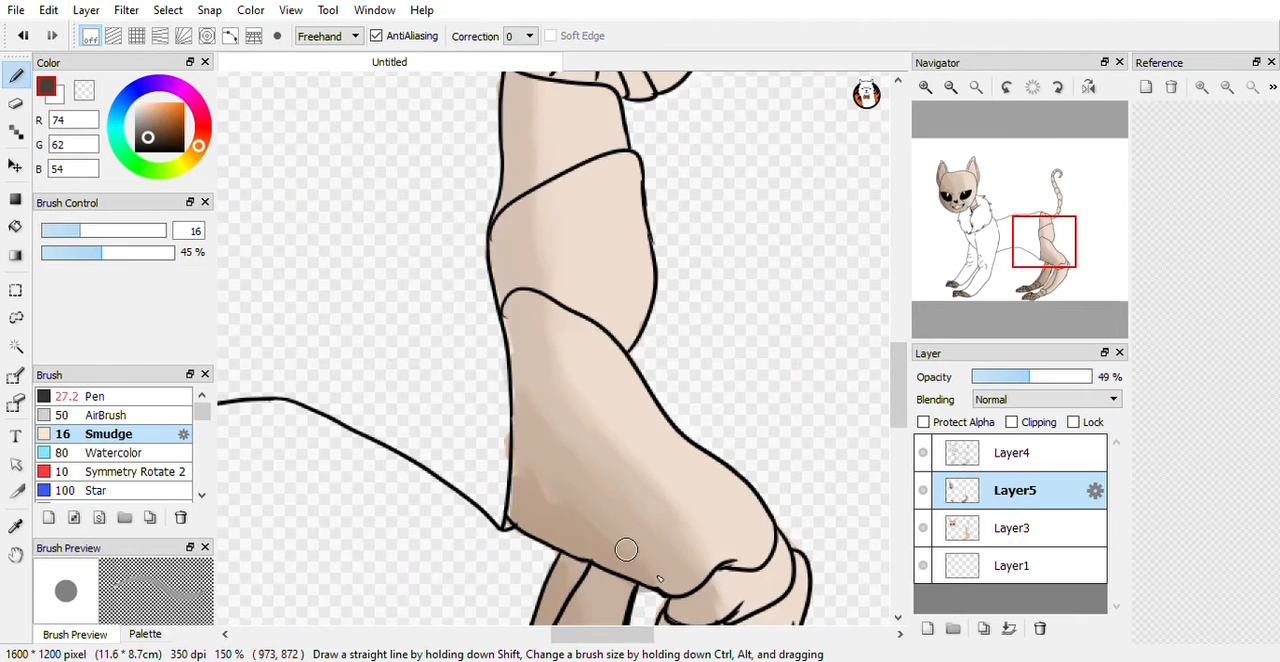 File Edit Layer Filter Select Snap Color View Tool Window Help
off Freehand AntiAliasing Correction 0 Soft Edge
Color
Untitled
Navigator
Reference
R 74
G 62
B 54
Brush Control
16
45 %
Brush
27.2 Pen
50 AirBrush
16 Smudge
80 Watercolor
10 Symmetry Rotate 2
100 Star
Brush Preview
Brush Preview Palette
Layer
Opacity 49 %
Blending Normal
Protect Alpha Clipping Lock
Layer4
Layer5
Layer3
Layer1
1600 * 1200 pixel (11.6 * 8.7cm) 350 dpi 150 % ( 973, 872 ) Draw a straight line by holding down Shift, Change a brush size by holding down Ctrl, Alt, and dragging